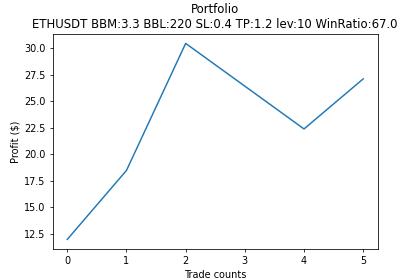 Portfolio
ETHUSDT BBM:3.3 BBL:220 SL:0.4 TP:1.2 lev:10 WinRatio:67.0
30.0
27.5
25.0
22.5
20.0
17.5
15.0
12.5
Profit ($)
0 1 2 3 4 5
Trade counts